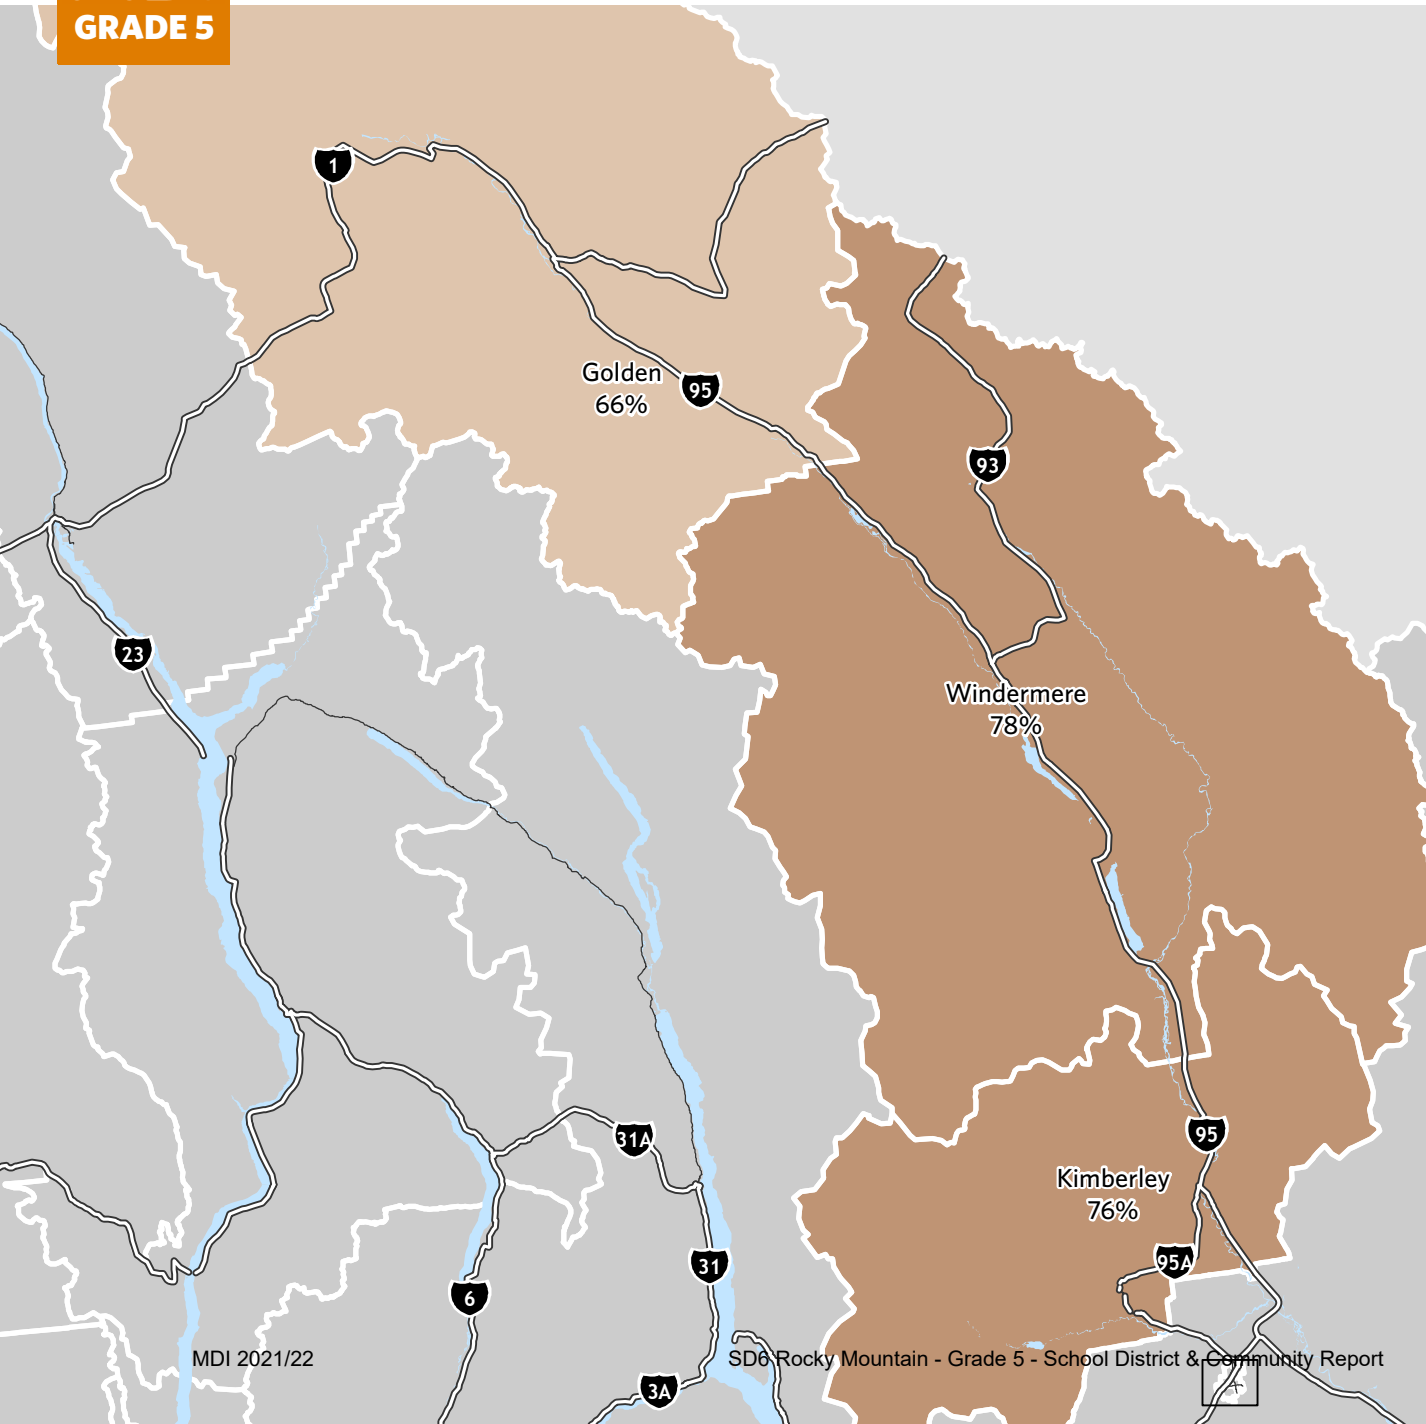 GRADE 5
1
Golden
66%
95
93
23
Windermere
78%
95
31A
Kimberley
76%
95A
31
6
MDI 2021/22
SD6 Rocky Mountain - Grade 5 - School District & Community Report
3A